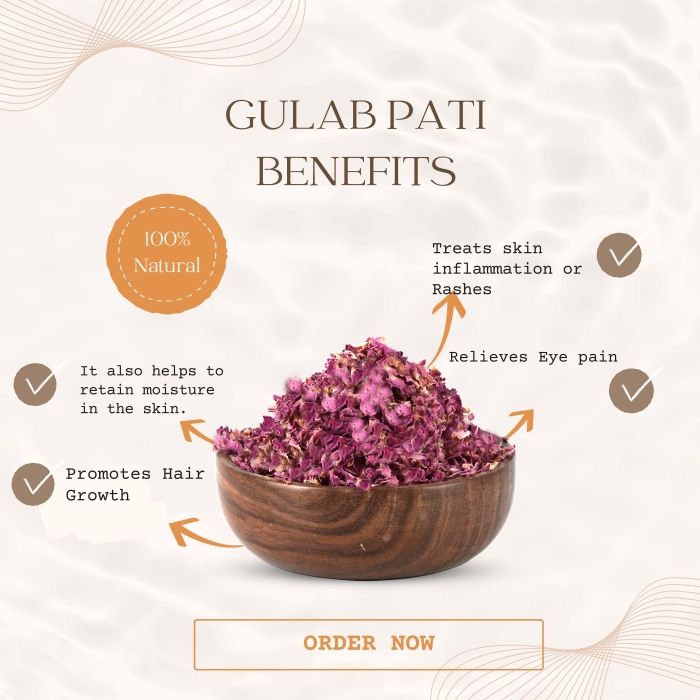 GULAB PATI
BENEFITS
100%
Natural
Treats skin
inflammation or
Rashes
Relieves Eye pain
It also helps to
retain moisture
in the skin.
Promotes Hair
Growth
ORDER NOW